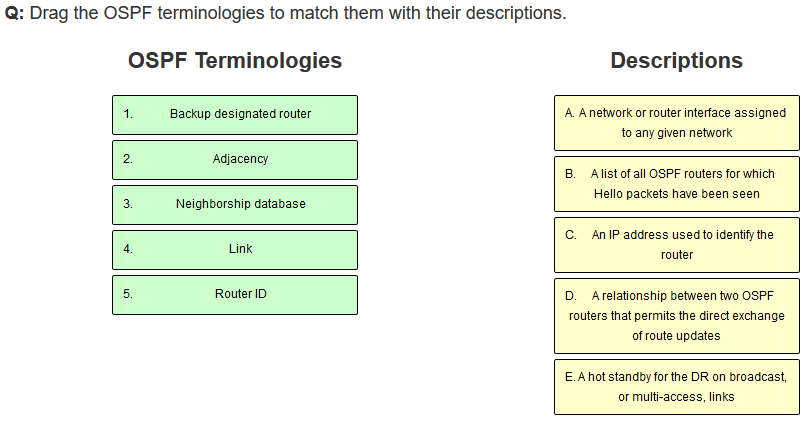 Q: Drag the OSPF terminologies to match them with their descriptions.
OSPF Terminologies
Descriptions
1. Backup designated router
2. Adjacency
3. Neighborship database
4. Link
5. Router ID
A. A network or router interface assigned
to any given network
B. A list of all OSPF routers for which
Hello packets have been seen
C. An IP address used to identify the
router
D. A relationship between two OSPF
routers that permits the direct exchange
of route updates
E. A hot standby for the DR on broadcast,
or multi-access, links